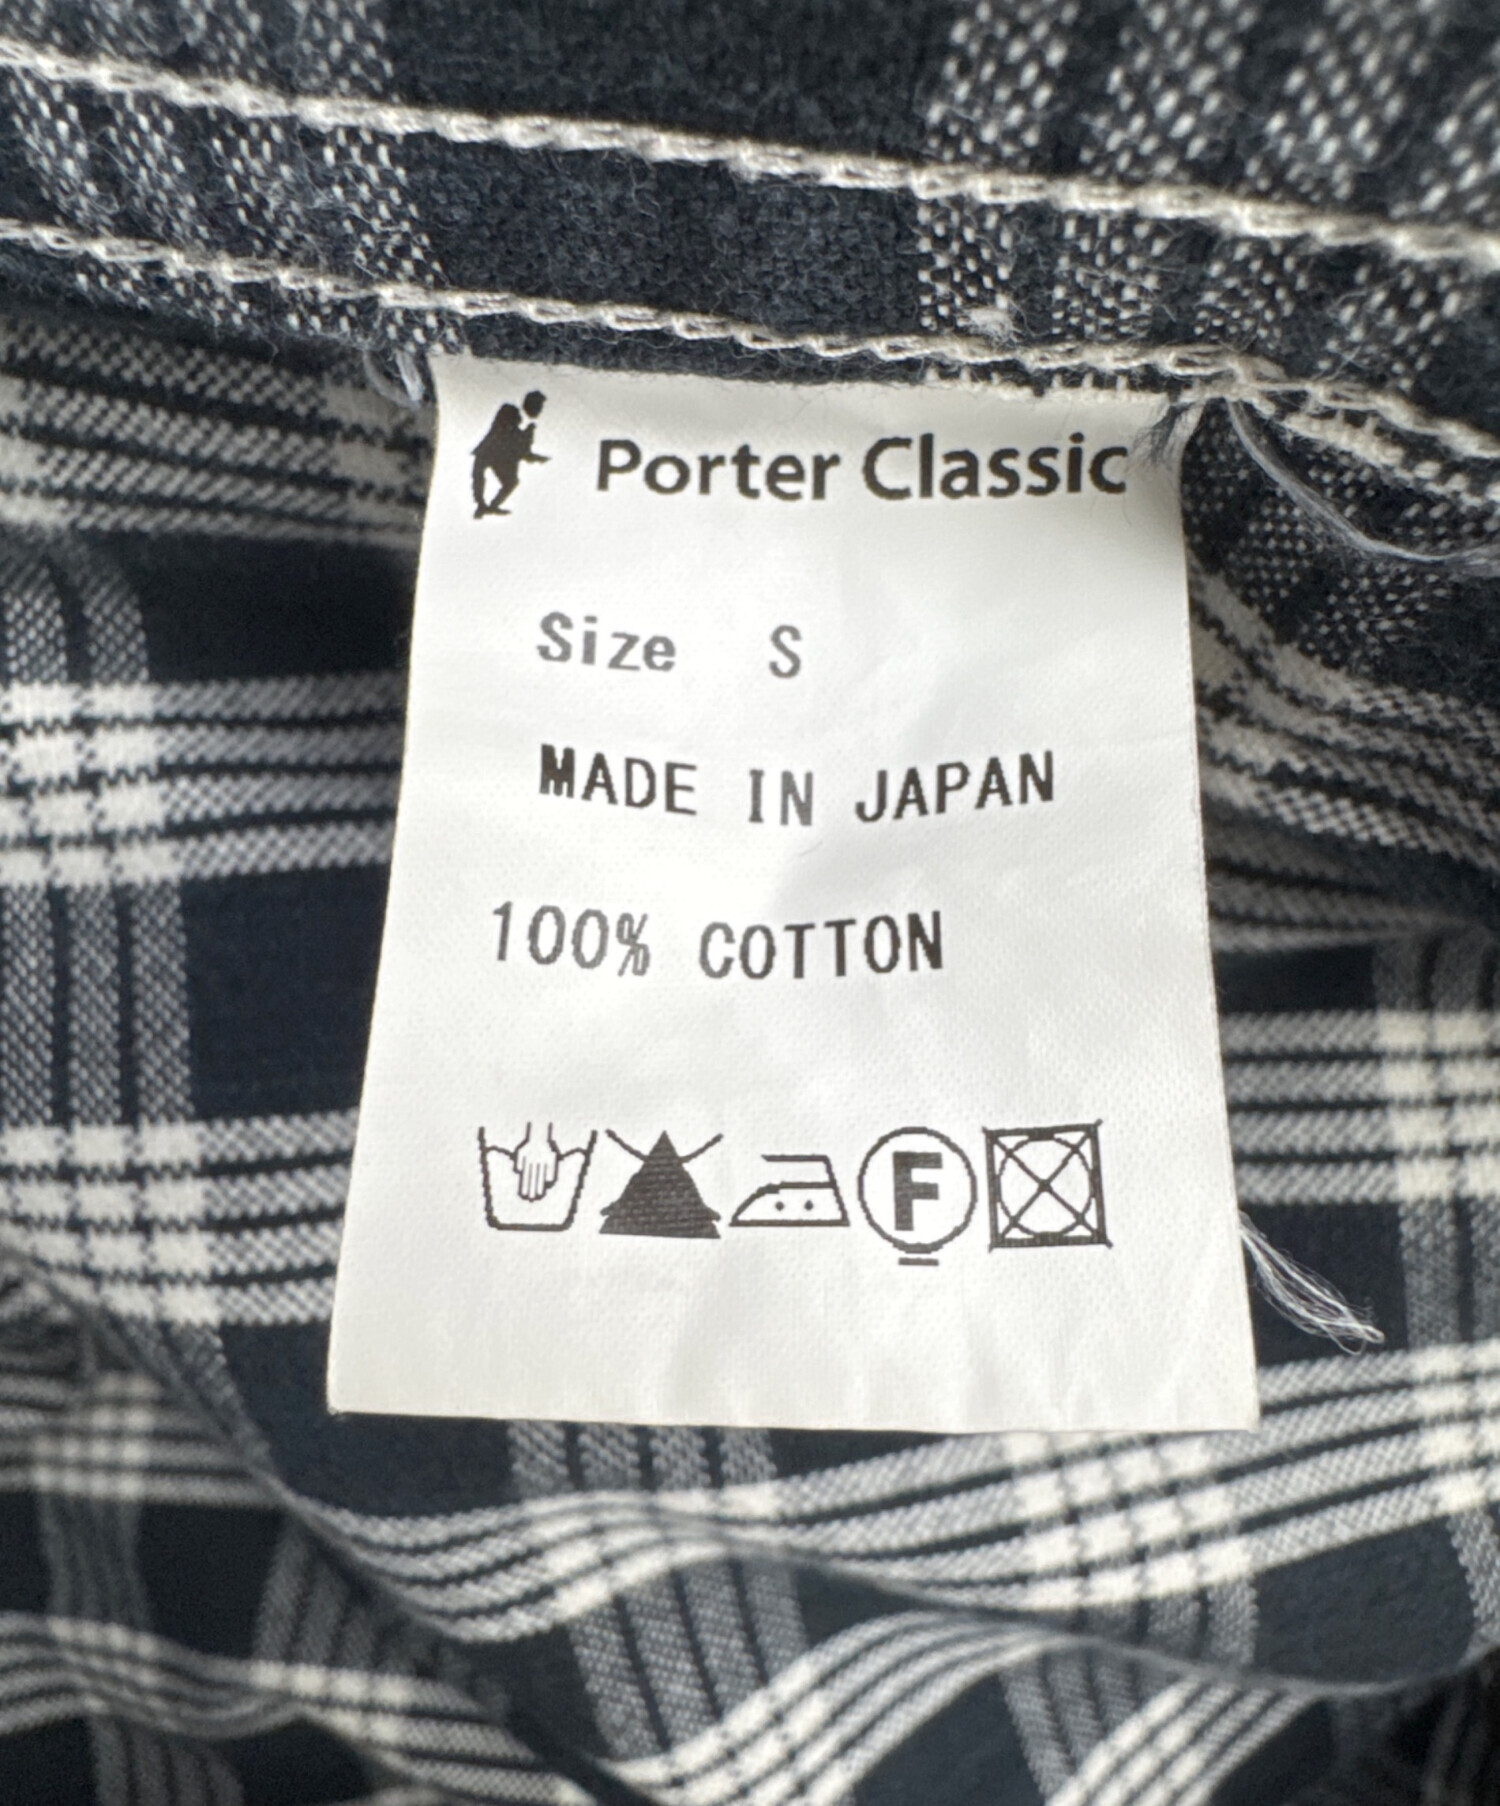 Porter Classic
Size S
MADE IN JAPAN
100% COTTON
F